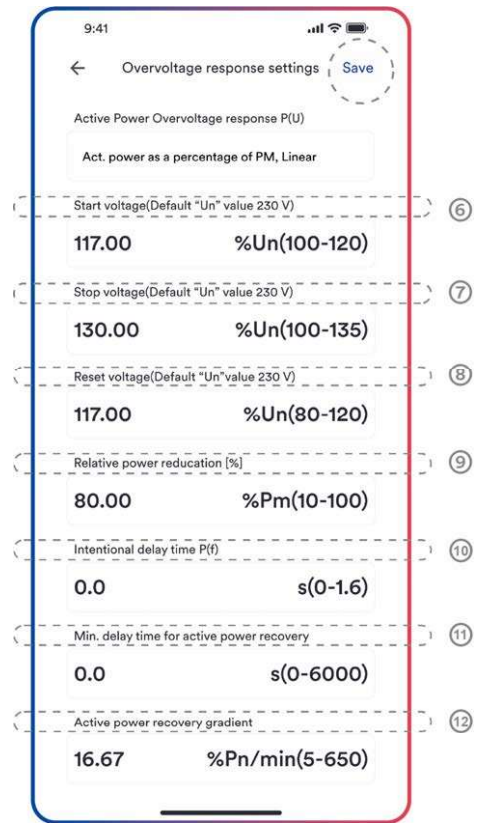 9:41
← Overvoltage response settings Save
Active Power Overvoltage response P(U)
Act. power as a percentage of PM, Linear
Start voltage(Default “Un” value 230 V)
⑥
117.00 %Un(100-120)
Stop voltage(Default “Un” value 230 V)
⑦
130.00 %Un(100-135)
Reset voltage(Default “Un”value 230 V)
⑧
117.00 %Un(80-120)
Relative power reducation [%]
⑨
80.00 %Pm(10-100)
Intentional delay time P(f)
⑩
0.0 s(0-1.6)
Min. delay time for active power recovery
⑪
0.0 s(0-6000)
Active power recovery gradient
⑫
16.67 %Pn/min(5-650)